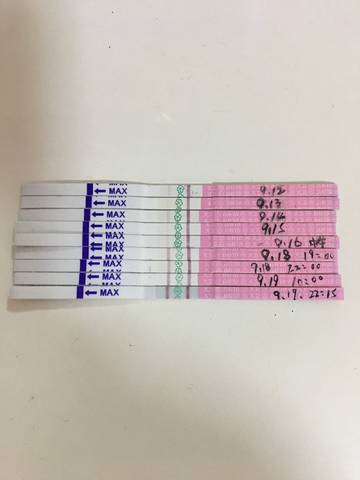 MAX 9.12
MAX 9.13
MAX 9.14
MAX 9.15
MAX 9.16
MAX 9.18 19:00
MAX 9.18 22:00
MAX 9.19 10:00
MAX 9.19. 22:15